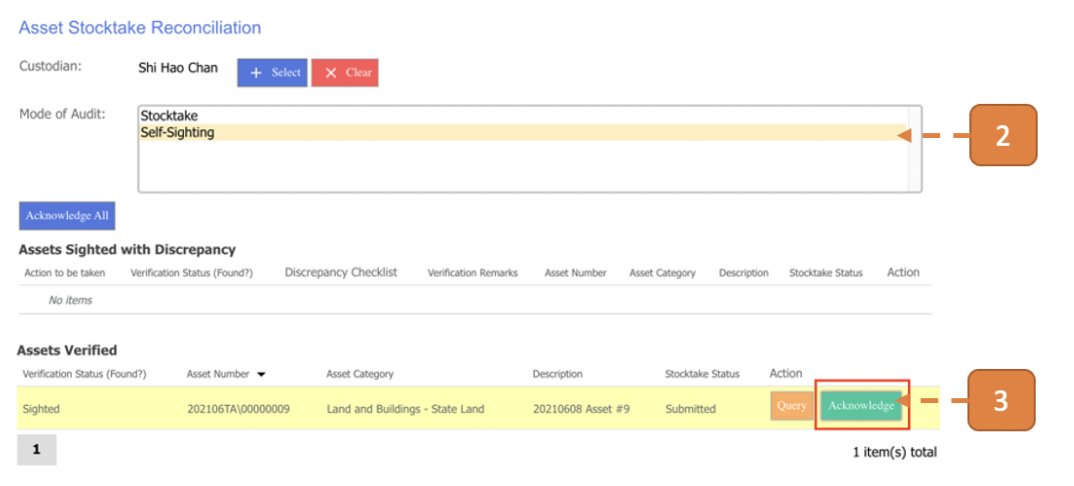 Asset Stocktake Reconciliation
Custodian: Shi Hao Chan + Select X Clear
Mode of Audit: Stocktake
Self-Sighting
2
Acknowledge All
Assets Sighted with Discrepancy
Action to be taken Verification Status (Found?) Discrepancy Checklist Verification Remarks Asset Number Asset Category Description Stocktake Status Action
No items
Assets Verified
Verification Status (Found?) Asset Number Asset Category Description Stocktake Status Action
Sighted 202106TA\00000009 Land and Buildings - State Land 20210608 Asset #9 Submitted Query Acknowledge
3
1
1 item(s) total